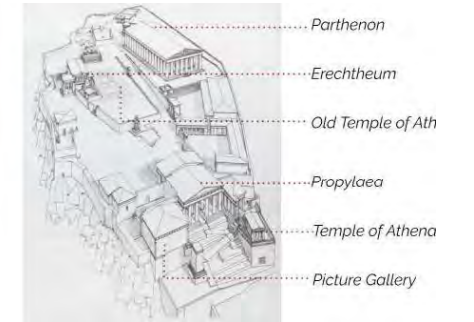 Parthenon
Erechtheum
Old Temple of Ath
Propylaea
Temple of Athena
Picture Gallery